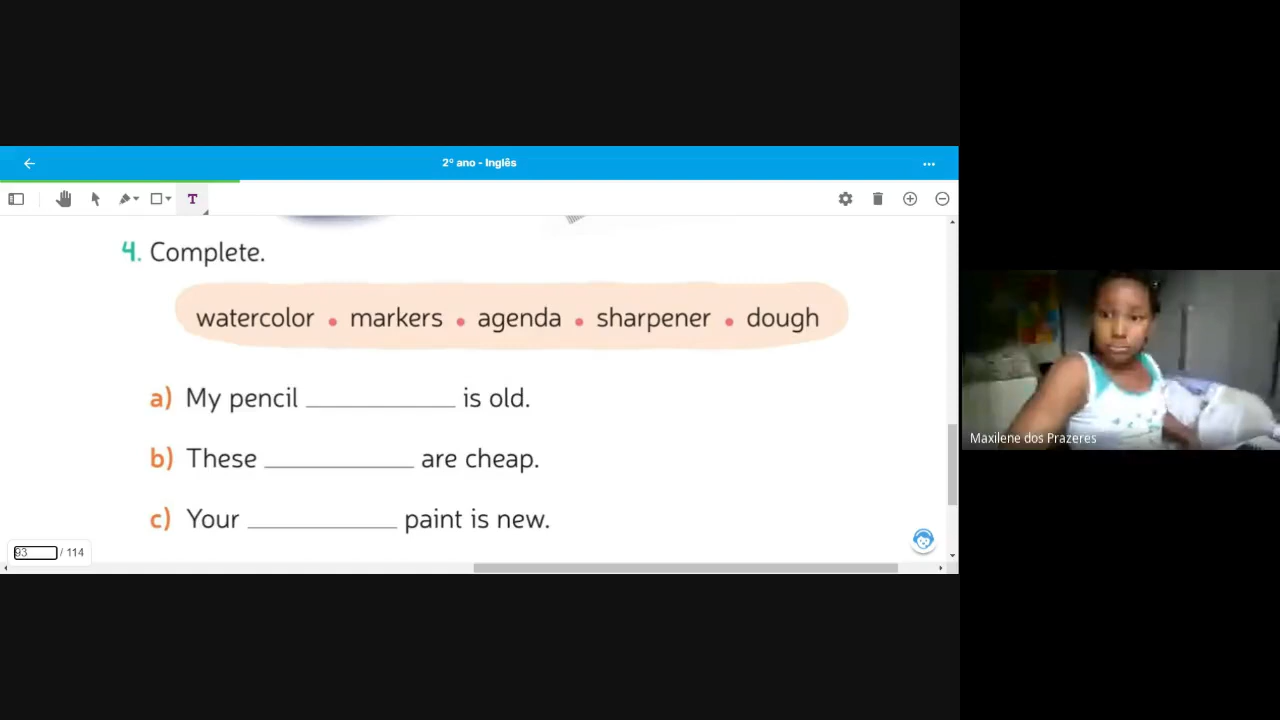 2º ano - Inglês
4. Complete.
watercolor • markers • agenda • sharpener • dough
a) My pencil ____________ is old.
b) These ____________ are cheap.
c) Your ____________ paint is new.
93 / 114
Maxilene dos Prazeres